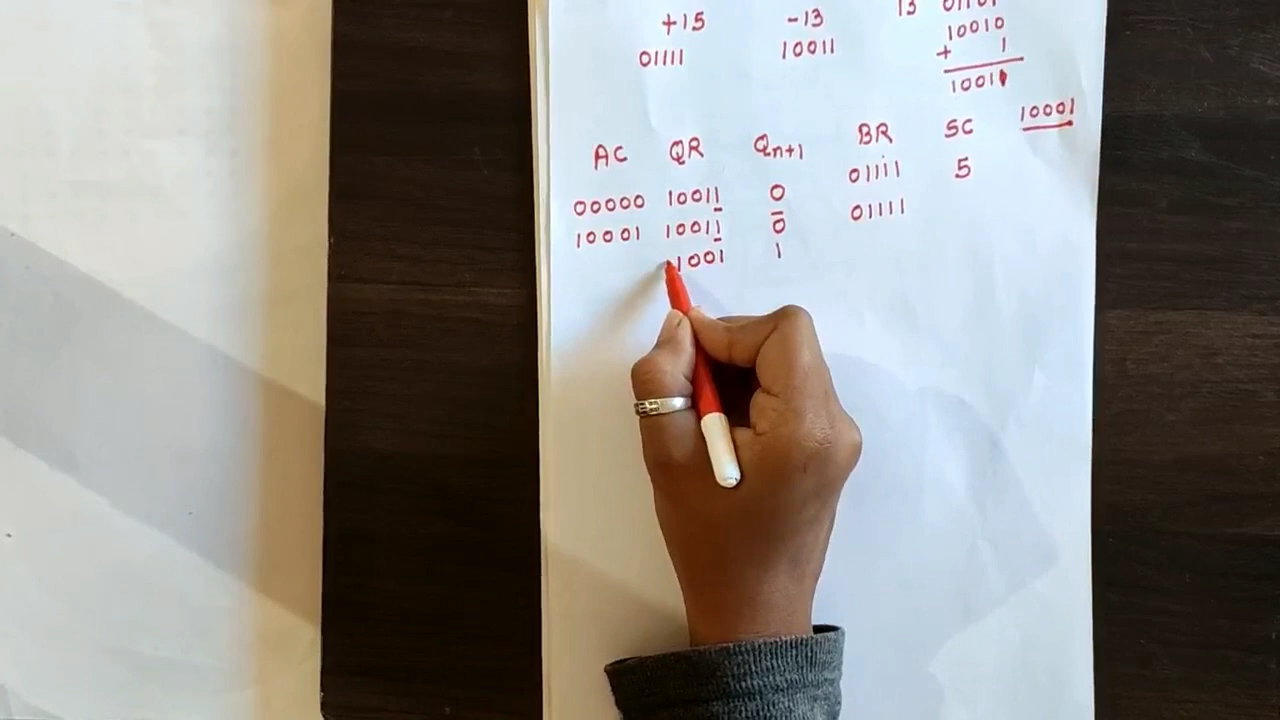 +15 -13 13 01101
01111 10011 10010
+ 1
10011
10001
AC QR Qn+1 BR SC
00000 10011 0 01111 5
10001 10011 0 01111
1001 1